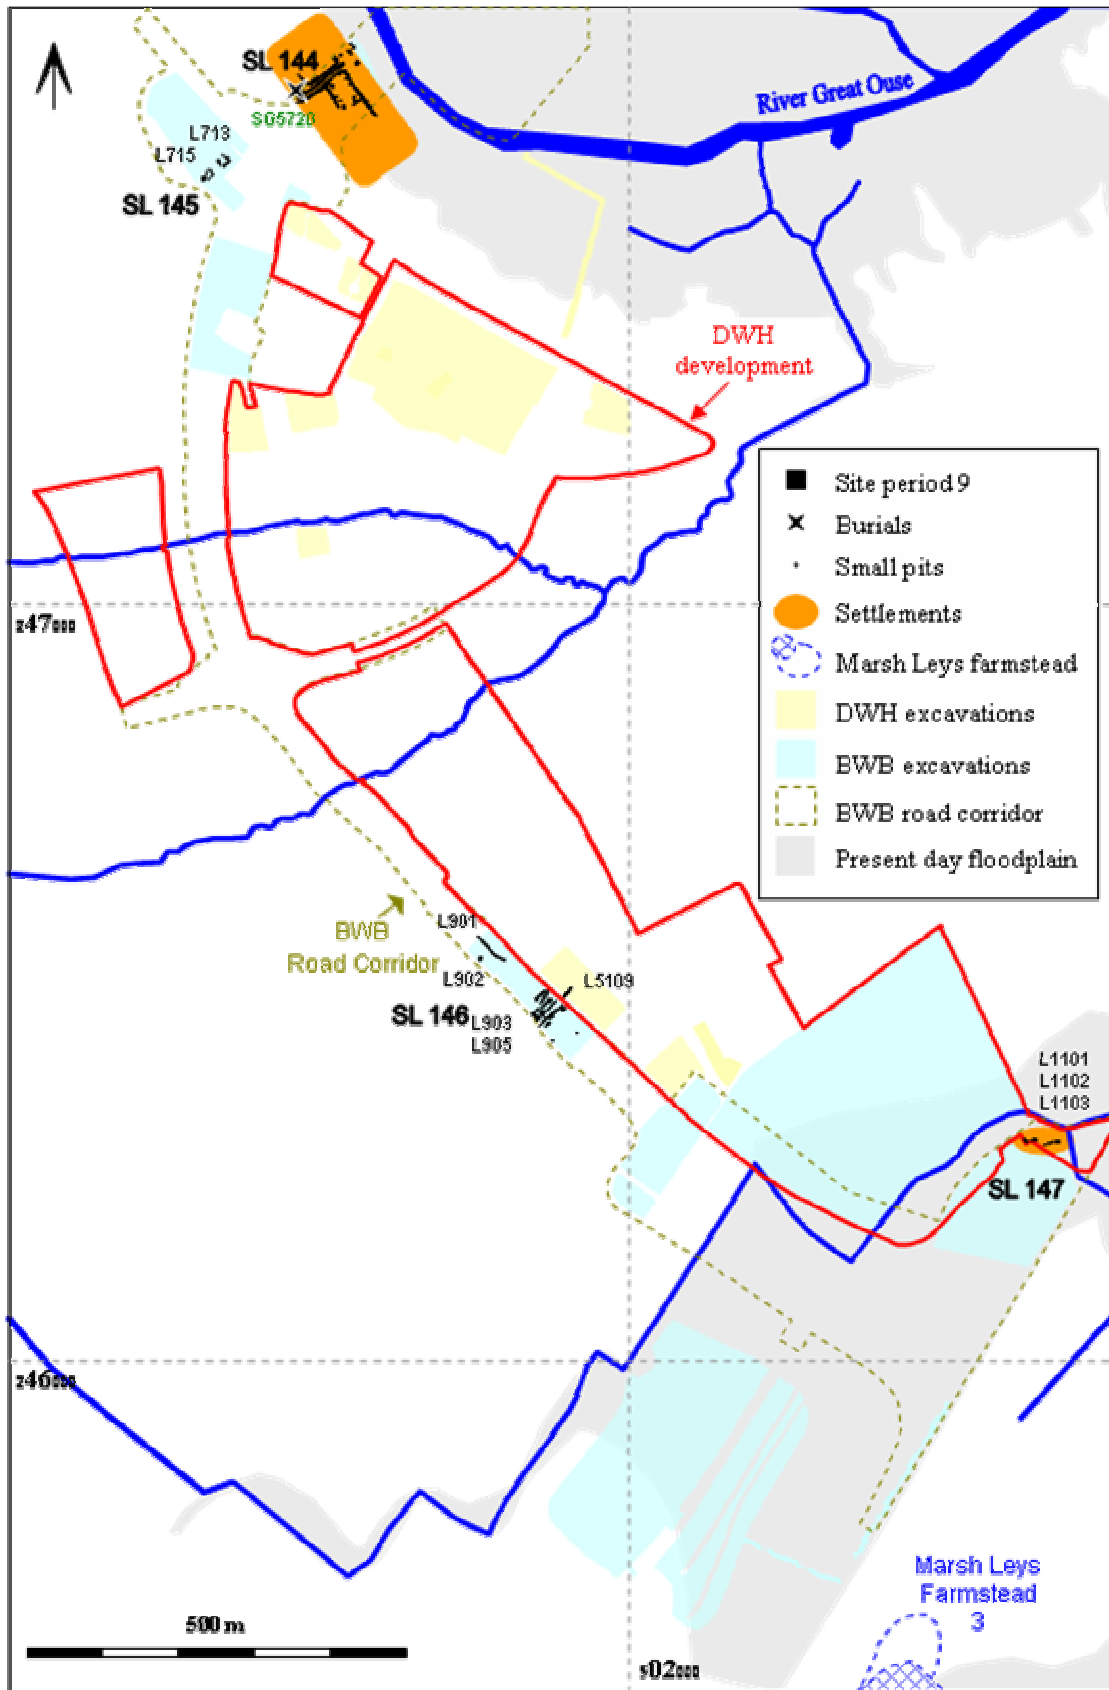 SL 144
River Great Ouse
SG5720
L713
L715
SL 145
DWH
development
Site period 9
Burials
Small pits
Settlements
Marsh Leys farmstead
DWH excavations
BWB excavations
BWB road corridor
Present day floodplain
247000
BWB
Road Corridor
L901
L902
L5109
SL 146
L903
L905
L1101
L1102
L1103
SL 147
246000
Marsh Leys
Farmstead
3
500 m
502000